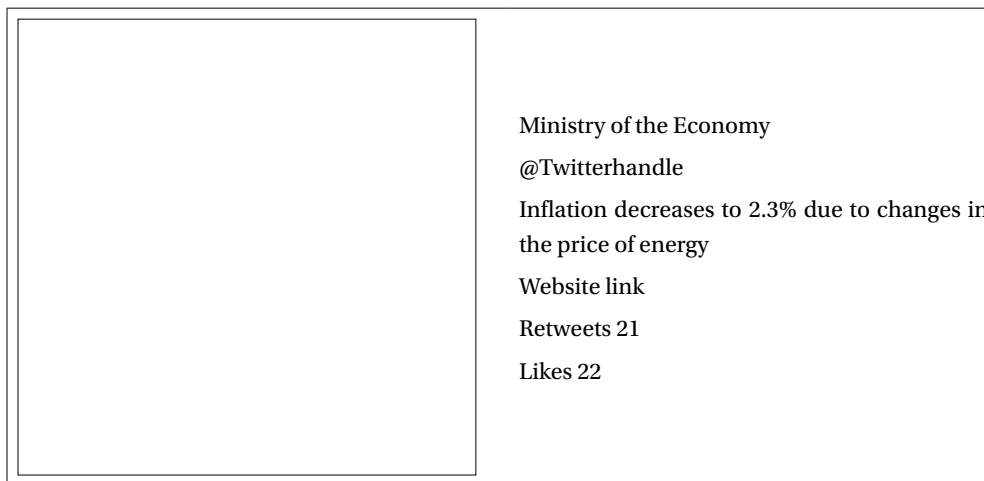 Ministry of the Economy
@Twitterhandle
Inflation decreases to 2.3% due to changes in
the price of energy
Website link
Retweets 21
Likes 22